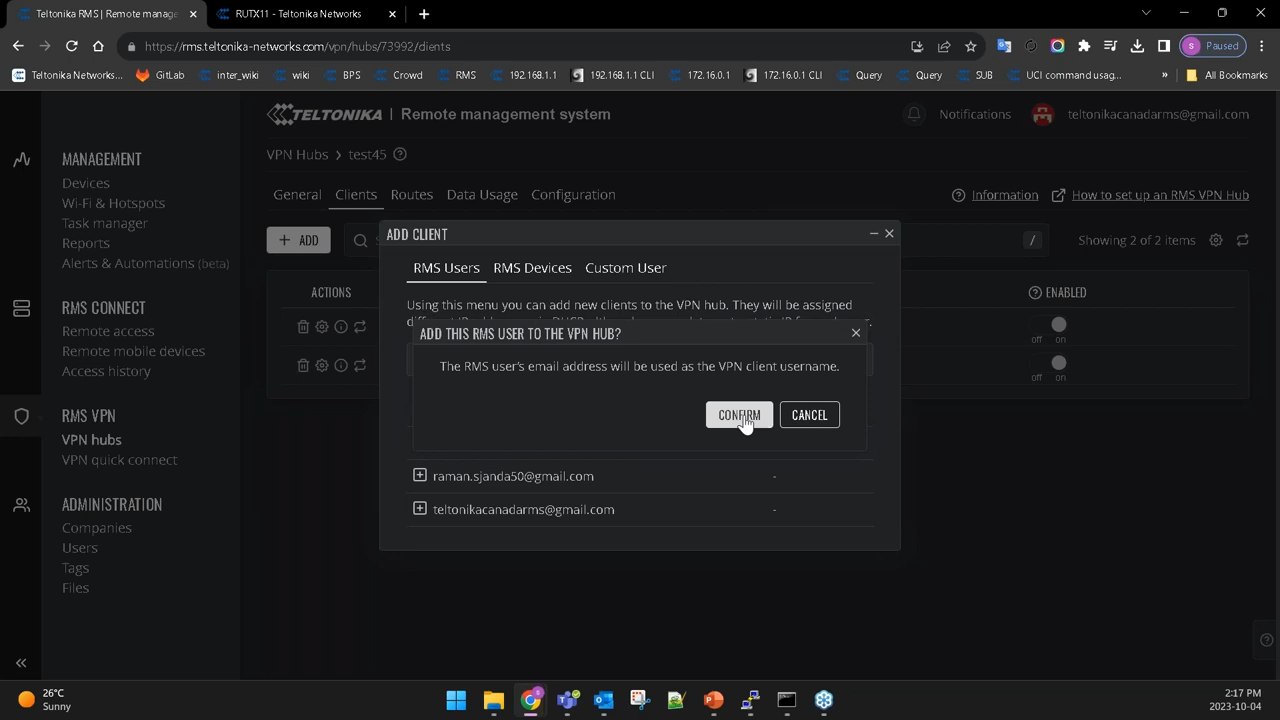 Teltonika RMS | Remote manage
RUTX11 - Teltonika Networks
https://rms.teltonika-networks.com/vpn/hubs/73992/clients
S Paused
Teltonika Networks...
GitLab
inter_wiki
wiki
BPS
Crowd
RMS
192.168.1.1
192.168.1.1 CLI
172.16.0.1
172.16.0.1 CLI
Query
Query
SUB
UCI command usag...
»
All Bookmarks
TELTONIKA | Remote management system
Notifications
teltonikacanadarms@gmail.com
MANAGEMENT
Devices
Wi-Fi & Hotspots
Task manager
Reports
Alerts & Automations (beta)
RMS CONNECT
Remote access
Remote mobile devices
Access history
RMS VPN
VPN hubs
VPN quick connect
ADMINISTRATION
Companies
Users
Tags
Files
VPN Hubs > test45
General Clients Routes Data Usage Configuration
Information
How to set up an RMS VPN Hub
+ ADD
/
Showing 2 of 2 items
ACTIONS
ENABLED
off on
off on
ADD CLIENT
RMS Users RMS Devices Custom User
Using this menu you can add new clients to the VPN hub. They will be assigned
ADD THIS RMS USER TO THE VPN HUB?
The RMS user's email address will be used as the VPN client username.
CONFIRM
CANCEL
raman.sjanda50@gmail.com -
teltonikacanadarms@gmail.com -
26°C
Sunny
2:17 PM
2023-10-04